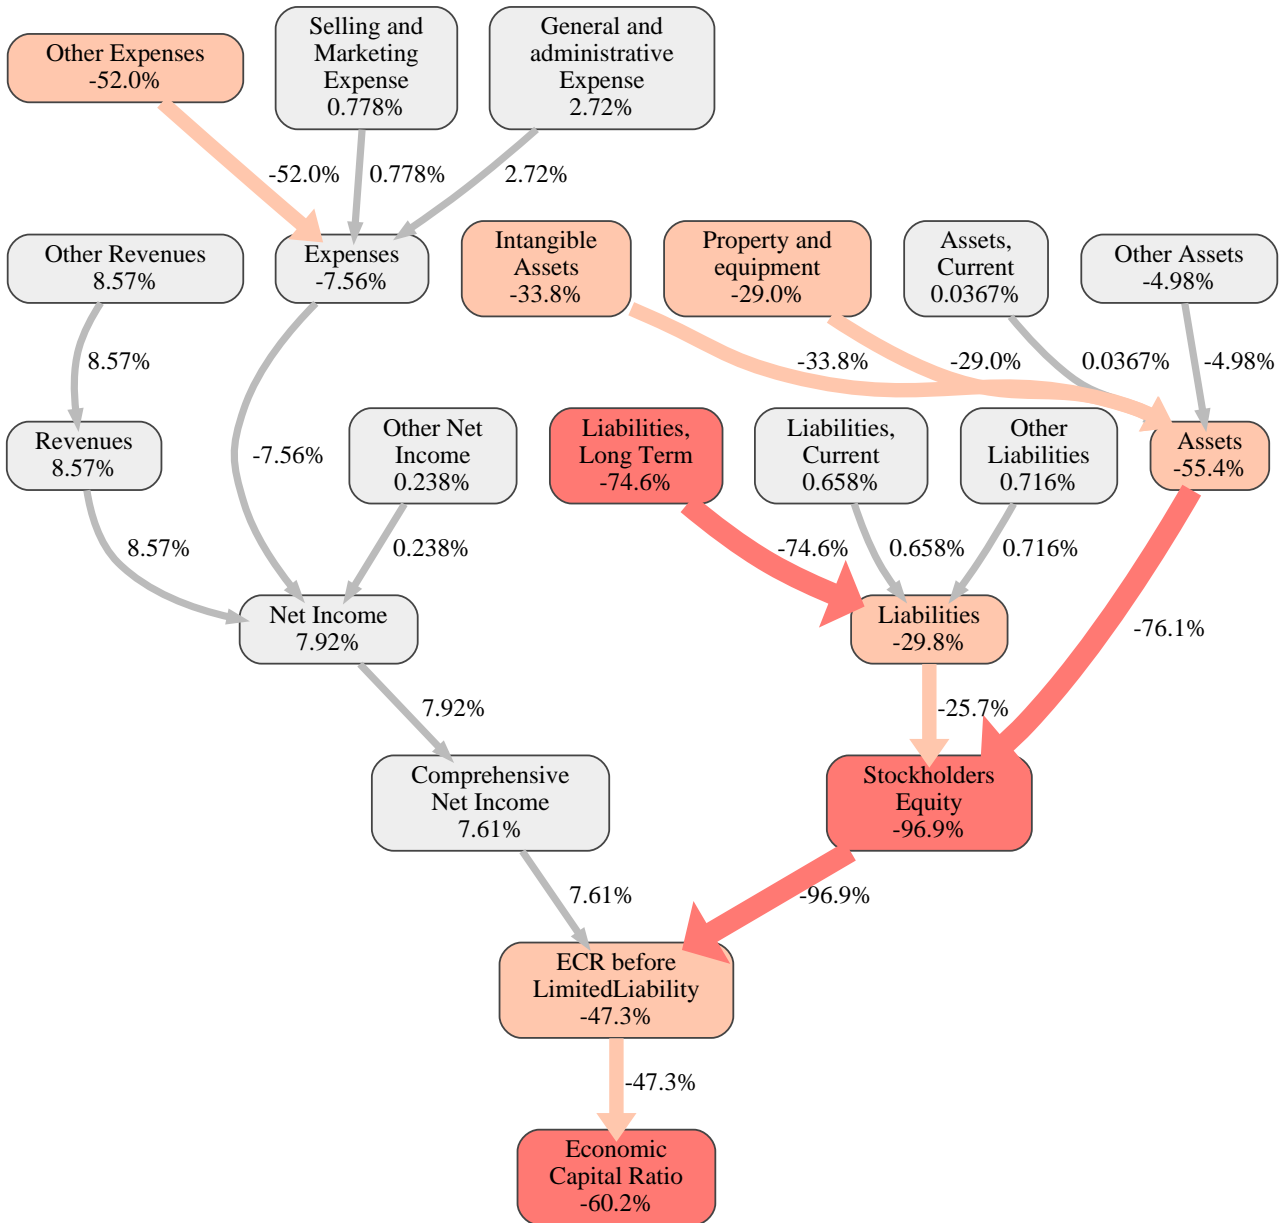 Other Expenses
-52.0%
Selling and
Marketing
Expense
0.778%
General and
administrative
Expense
2.72%
-52.0%
0.778%
2.72%
Other Revenues
8.57%
Expenses
-7.56%
Intangible
Assets
-33.8%
Property and
equipment
-29.0%
Assets,
Current
0.0367%
Other Assets
-4.98%
8.57%
-33.8%
-29.0%
0.0367%
-4.98%
Revenues
8.57%
-7.56%
Other Net
Income
0.238%
Liabilities,
Long Term
-74.6%
Liabilities,
Current
0.658%
Other
Liabilities
0.716%
Assets
-55.4%
8.57%
0.238%
-74.6%
0.658%
0.716%
Net Income
7.92%
Liabilities
-29.8%
-76.1%
7.92%
-25.7%
Comprehensive
Net Income
7.61%
Stockholders
Equity
-96.9%
7.61%
-96.9%
ECR before
LimitedLiability
-47.3%
-47.3%
Economic
Capital Ratio
-60.2%